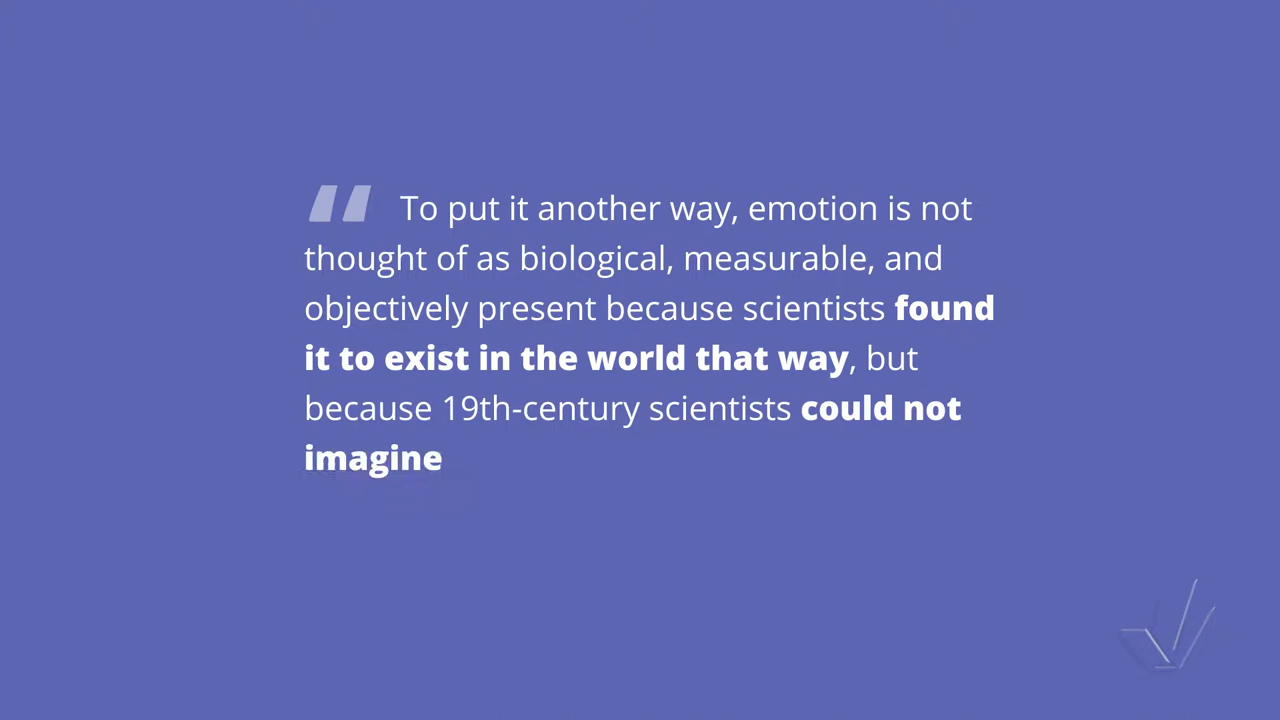 “ To put it another way, emotion is not
thought of as biological, measurable, and
objectively present because scientists found
it to exist in the world that way, but
because 19th-century scientists could not
imagine